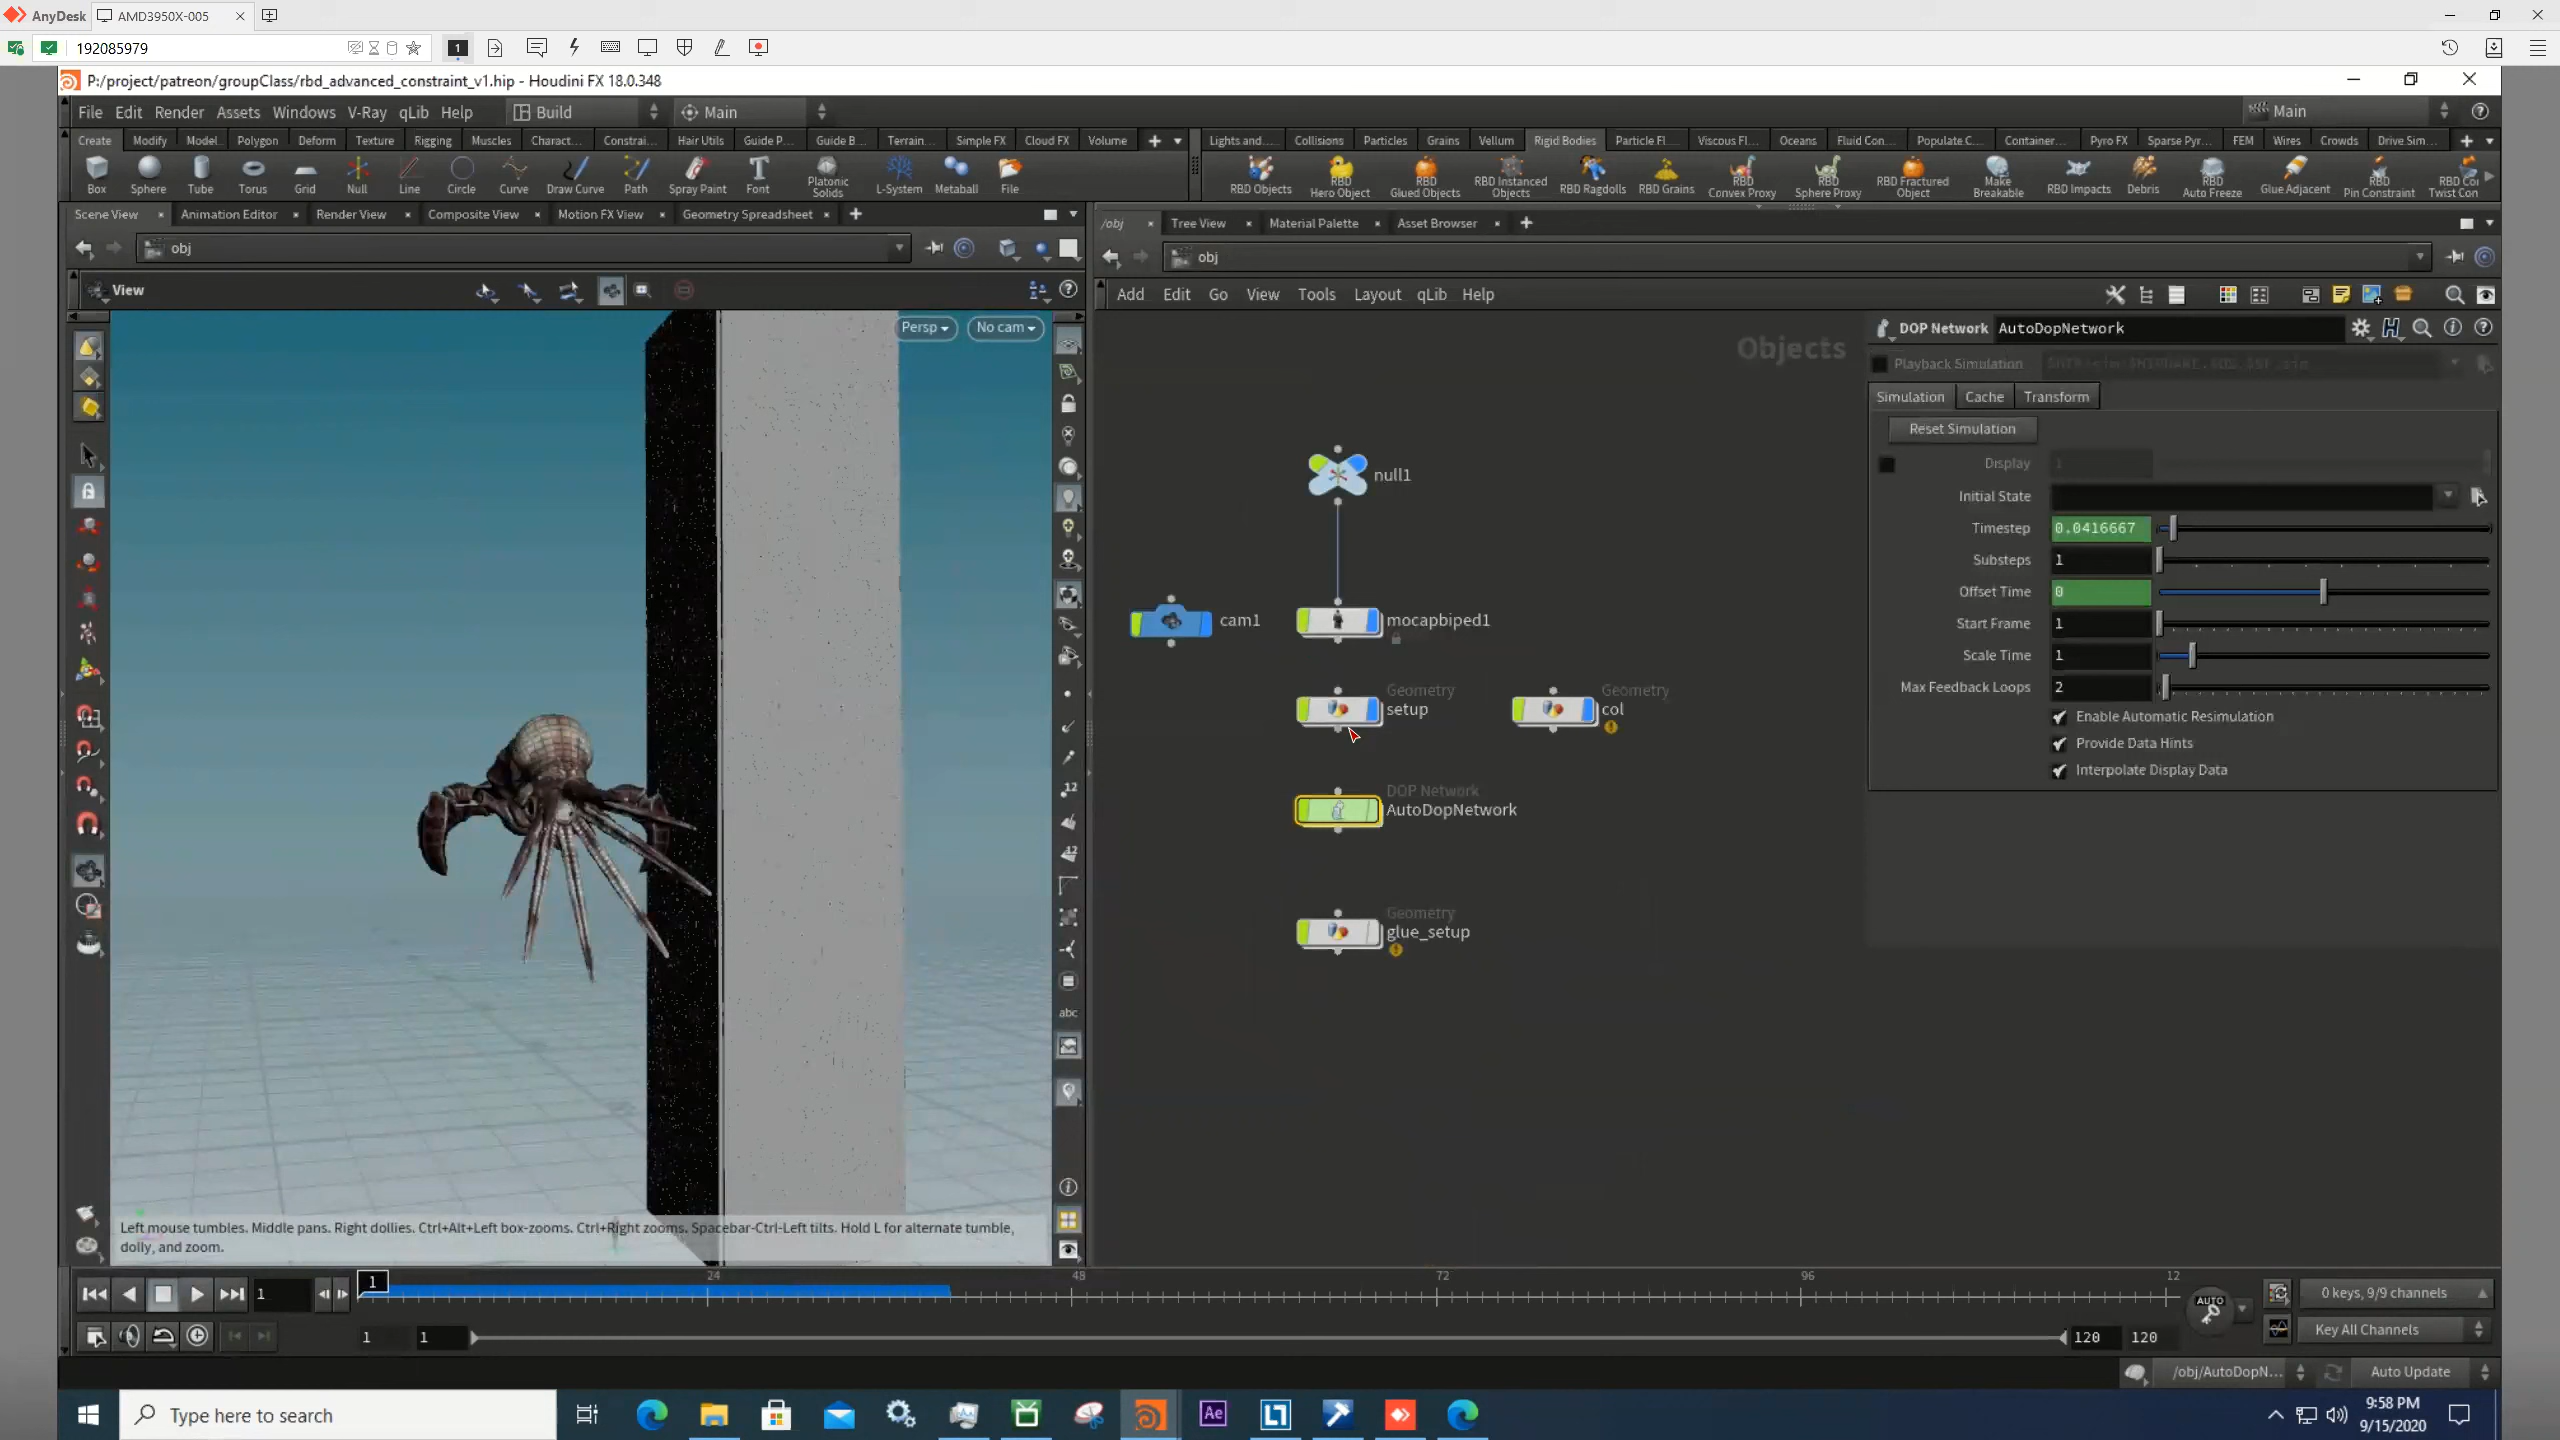 AnyDesk AMD3950X-005
192085979 1
P:/project/patreon/groupClass/rbd_advanced_constraint_v1.hip - Houdini FX 18.0.348
File Edit Render Assets Windows V-Ray qLib Help Build Main Main
Create Modify Model Polygon Deform Texture Rigging Muscles Charact... Constrai... Hair Utils Guide P... Guide B... Terrain... Simple FX Cloud FX Volume
Lights and... Collisions Particles Grains Vellum Rigid Bodies Particle Fl... Viscous Fl... Oceans Fluid Con... Populate C... Container... Pyro FX Sparse Pyr... FEM Wires Crowds Drive Sim...
Box Sphere Tube Torus Grid Null Line Circle Curve Draw Curve Path Spray Paint Font Platonic Solids L-System Metaball File
RBD Objects RBD Hero Object RBD Glued Objects RBD Instanced Objects RBD Ragdolls RBD Grains RBD Convex Proxy RBD Sphere Proxy RBD Fractured Object Make Breakable RBD Impacts Debris RBD Auto Freeze Glue Adjacent RBD Pin Constraint RBD Co Twist Con
Scene View Animation Editor Render View Composite View Motion FX View Geometry Spreadsheet
/obj Tree View Material Palette Asset Browser
obj
obj
View
Add Edit Go View Tools Layout qLib Help
Persp No cam
Objects
DOP Network AutoDopNetwork
Playback Simulation
Simulation Cache Transform
Reset Simulation
Display 1
Initial State
Timestep 0.0416667
Substeps 1
Offset Time 0
Start Frame 1
Scale Time 1
Max Feedback Loops 2
Enable Automatic Resimulation
Provide Data Hints
Interpolate Display Data
null1
cam1
mocapbiped1
Geometry
setup
Geometry
col
DOP Network
AutoDopNetwork
Geometry
glue_setup
12
12
abc
Left mouse tumbles. Middle pans. Right dollies. Ctrl+Alt+Left box-zooms. Ctrl+Right zooms. Spacebar-Ctrl-Left tilts. Hold L for alternate tumble,
dolly, and zoom.
1 1 24 48 72 96 12
AUTO
0 keys, 9/9 channels
1 1 120 120
Key All Channels
/obj/AutoDopN... Auto Update
Type here to search
Ae
9:58 PM
9/15/2020